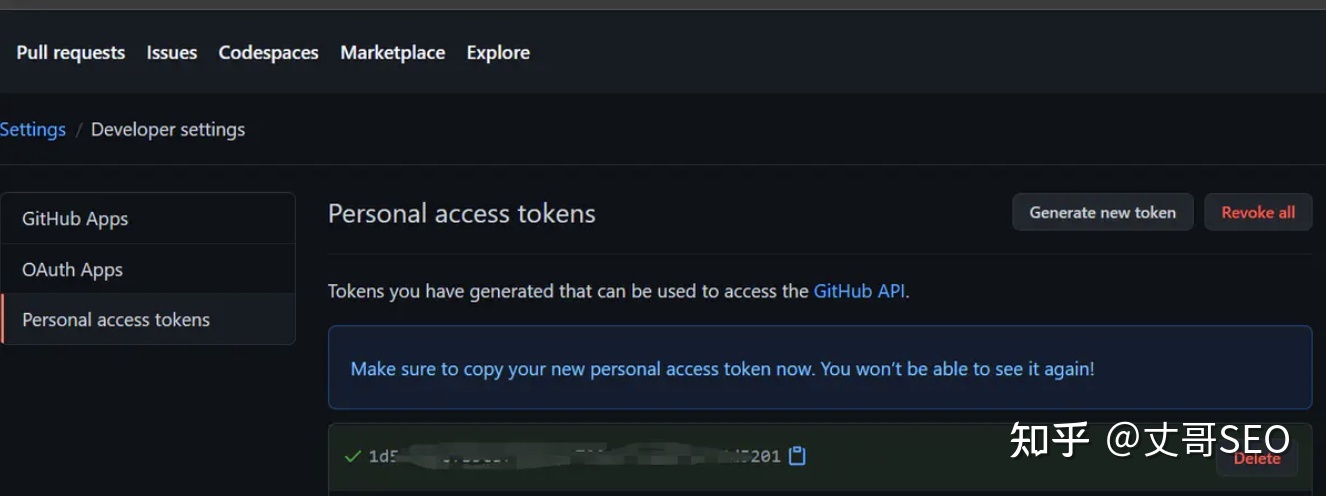 Pull requests Issues Codespaces Marketplace Explore
Settings / Developer settings
GitHub Apps
OAuth Apps
Personal access tokens
Personal access tokens
Generate new token
Revoke all
Tokens you have generated that can be used to access the GitHub API.
Make sure to copy your new personal access token now. You won't be able to see it again!
知乎 @丈哥SEO
Delete